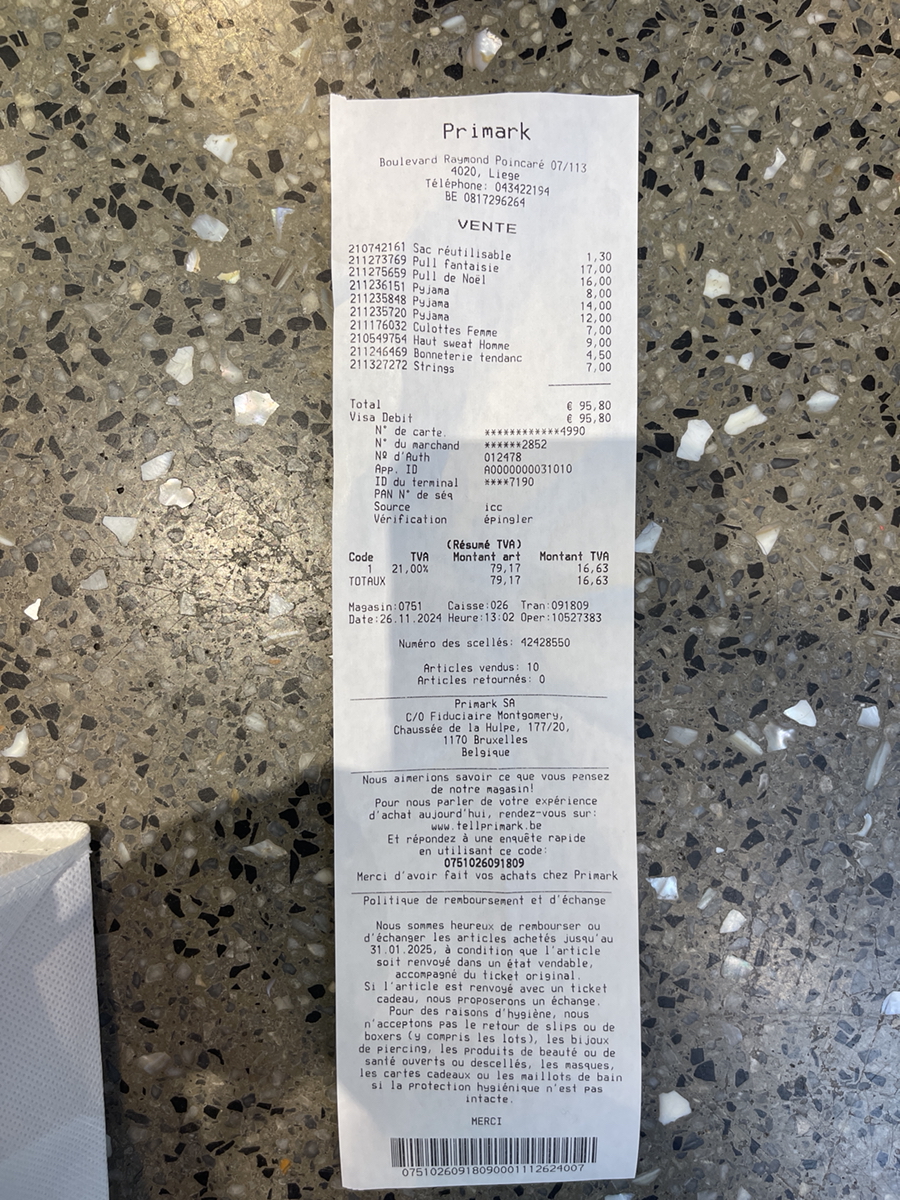 Primark
Boulevard Raymond Poincaré 07/113
4020, Liege
Téléphone: 043422194
BE 0817296264
VENTE
210742161 Sac réutilisable 1,30
211273769 Pull fantaisie 17,00
211275659 Pull de Noël 16,00
211236151 Pyjama 8,00
211235848 Pyjama 14,00
211235720 Pyjama 12,00
211176032 Culottes Femme 7,00
210549754 Haut sweat Homme 9,00
211246469 Bonneterie tendanc 4,50
211327272 Strings 7,00
Total € 95,80
Visa Debit € 95,80
N° de carte. ************4990
N° du marchand ******2852
Nº d'Auth 012478
App. ID A0000000031010
ID du terminal ****7190
PAN N° de séq
Source icc
Vérification épingler
(Résumé TVA)
Code TVA Montant art Montant TVA
1 21,00% 79,17 16,63
TOTAUX 79,17 16,63
Magasin:0751 Caisse:026 Tran:091809
Date:26.11.2024 Heure:13:02 Oper:10527383
Numéro des scellés: 42428550
Articles vendus: 10
Articles retournés: 0
Primark SA
C/O Fiduciaire Montgomery,
Chaussée de la Hulpe, 177/20,
1170 Bruxelles
Belgique
Nous aimerions savoir ce que vous pensez
de notre magasin!
Pour nous parler de votre expérience
d'achat aujourd'hui, rendez-vous sur:
www.tellprimark.be
Et répondez à une enquête rapide
en utilisant ce code:
0751026091809
Merci d'avoir fait vos achats chez Primark
Politique de remboursement et d'échange
Nous sommes heureux de rembourser ou
d'échanger les articles achetés jusqu'au
31.01.2025, à condition que l'article
soit renvoyé dans un état vendable,
accompagné du ticket original.
Si l'article est renvoyé avec un ticket
cadeau, nous proposerons un échange.
Pour des raisons d'hygiène, nous
n'acceptons pas le retour de slips ou de
boxers (y compris les lots), les bijoux
de piercing, les produits de beauté ou de
santé ouverts ou descellés, les masques,
les cartes cadeaux ou les maillots de bain
si la protection hygiénique n'est pas
intacte.
MERCI
07510260918090001112624007